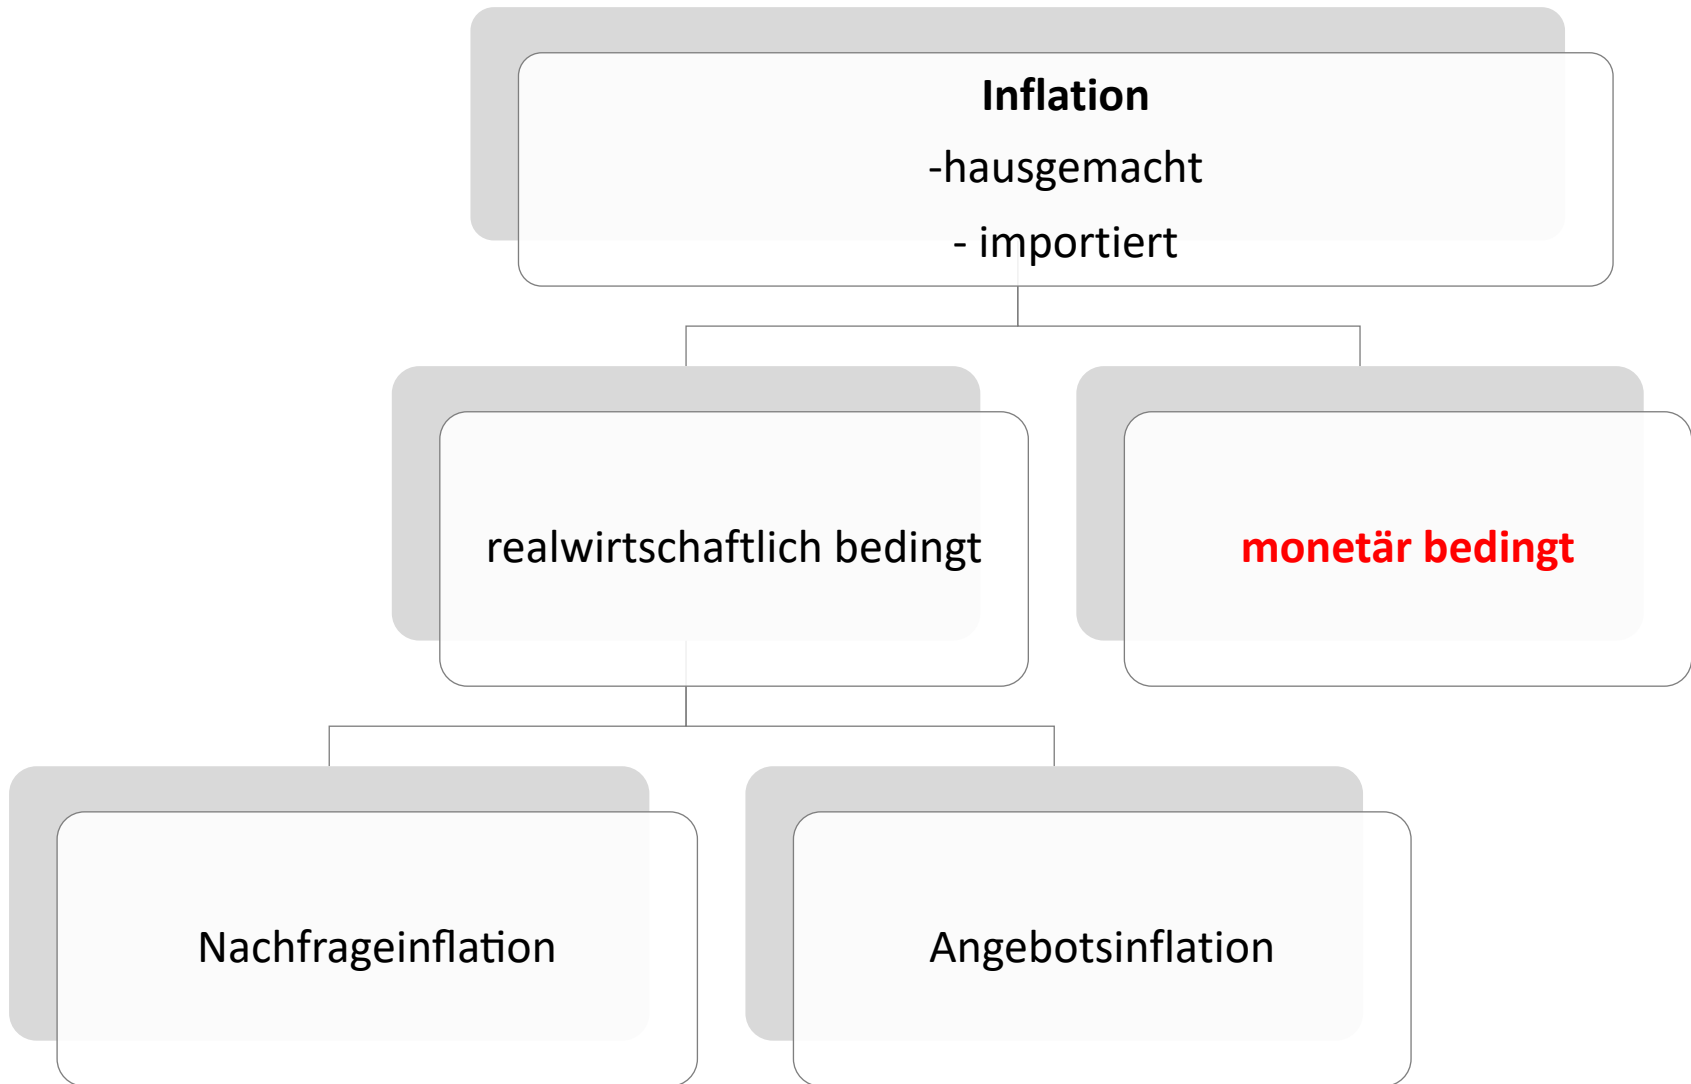 Inflation
-hausgemacht
- importiert
realwirtschaftlich bedingt
monetär bedingt
Nachfrageinflation
Angebotsinflation